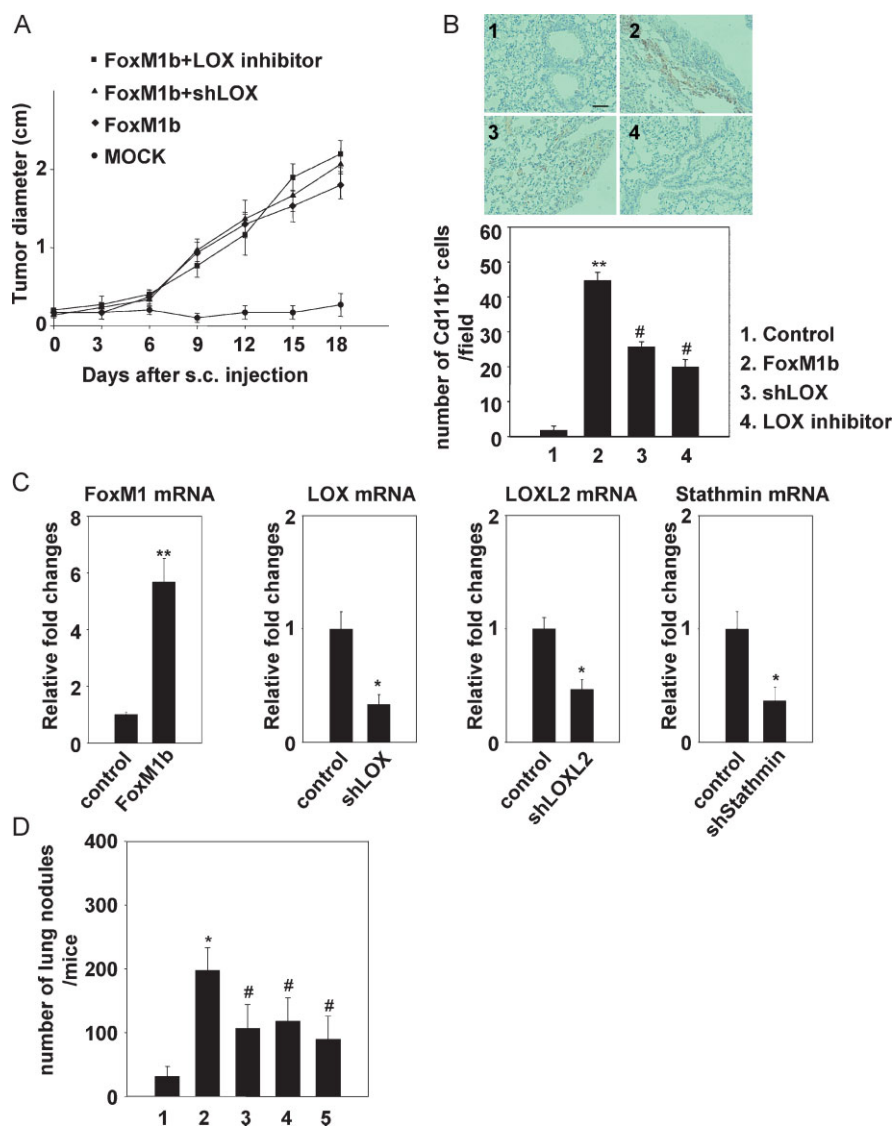 A
FoxM1b+LOX inhibitor
FoxM1b+shLOX
FoxM1b
MOCK
Tumor diameter (cm)
2
1
0
0 3 6 9 12 15 18
Days after s.c. injection
B
1
2
3
4
number of Cd11b+ cells
/field
60
50
40
30
20
10
0
**
#
#
1 2 3 4
1. Control
2. FoxM1b
3. shLOX
4. LOX inhibitor
C
FoxM1 mRNA
Relative fold changes
8
6
4
2
0
**
control
FoxM1b
LOX mRNA
Relative fold changes
2
1
0
*
control
shLOX
LOXL2 mRNA
Relative fold changes
2
1
0
*
control
shLOXL2
Stathmin mRNA
Relative fold changes
2
1
0
*
control
shStathmin
D
number of lung nodules
/mice
400
300
200
100
0
*
#
#
#
1 2 3 4 5